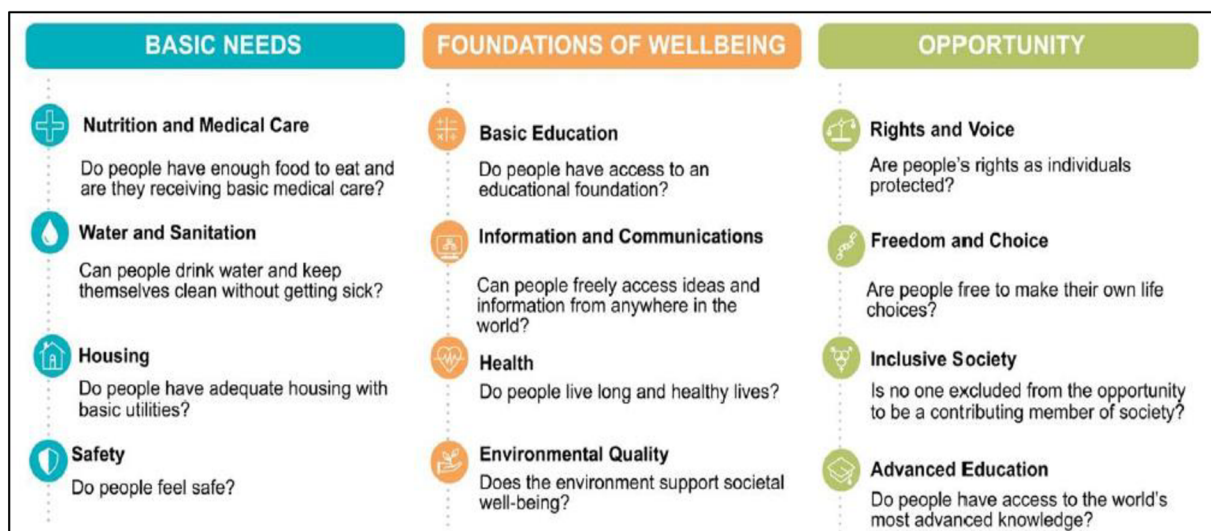 BASIC NEEDS
Nutrition and Medical Care
Do people have enough food to eat and
are they receiving basic medical care?
Water and Sanitation
Can people drink water and keep
themselves clean without getting sick?
Housing
Do people have adequate housing with
basic utilities?
Safety
Do people feel safe?
FOUNDATIONS OF WELLBEING
Basic Education
Do people have access to an
educational foundation?
Information and Communications
Can people freely access ideas and
information from anywhere in the
world?
Health
Do people live long and healthy lives?
Environmental Quality
Does the environment support societal
well-being?
OPPORTUNITY
Rights and Voice
Are people's rights as individuals
protected?
Freedom and Choice
Are people free to make their own life
choices?
Inclusive Society
Is no one excluded from the opportunity
to be a contributing member of society?
Advanced Education
Do people have access to the world's
most advanced knowledge?